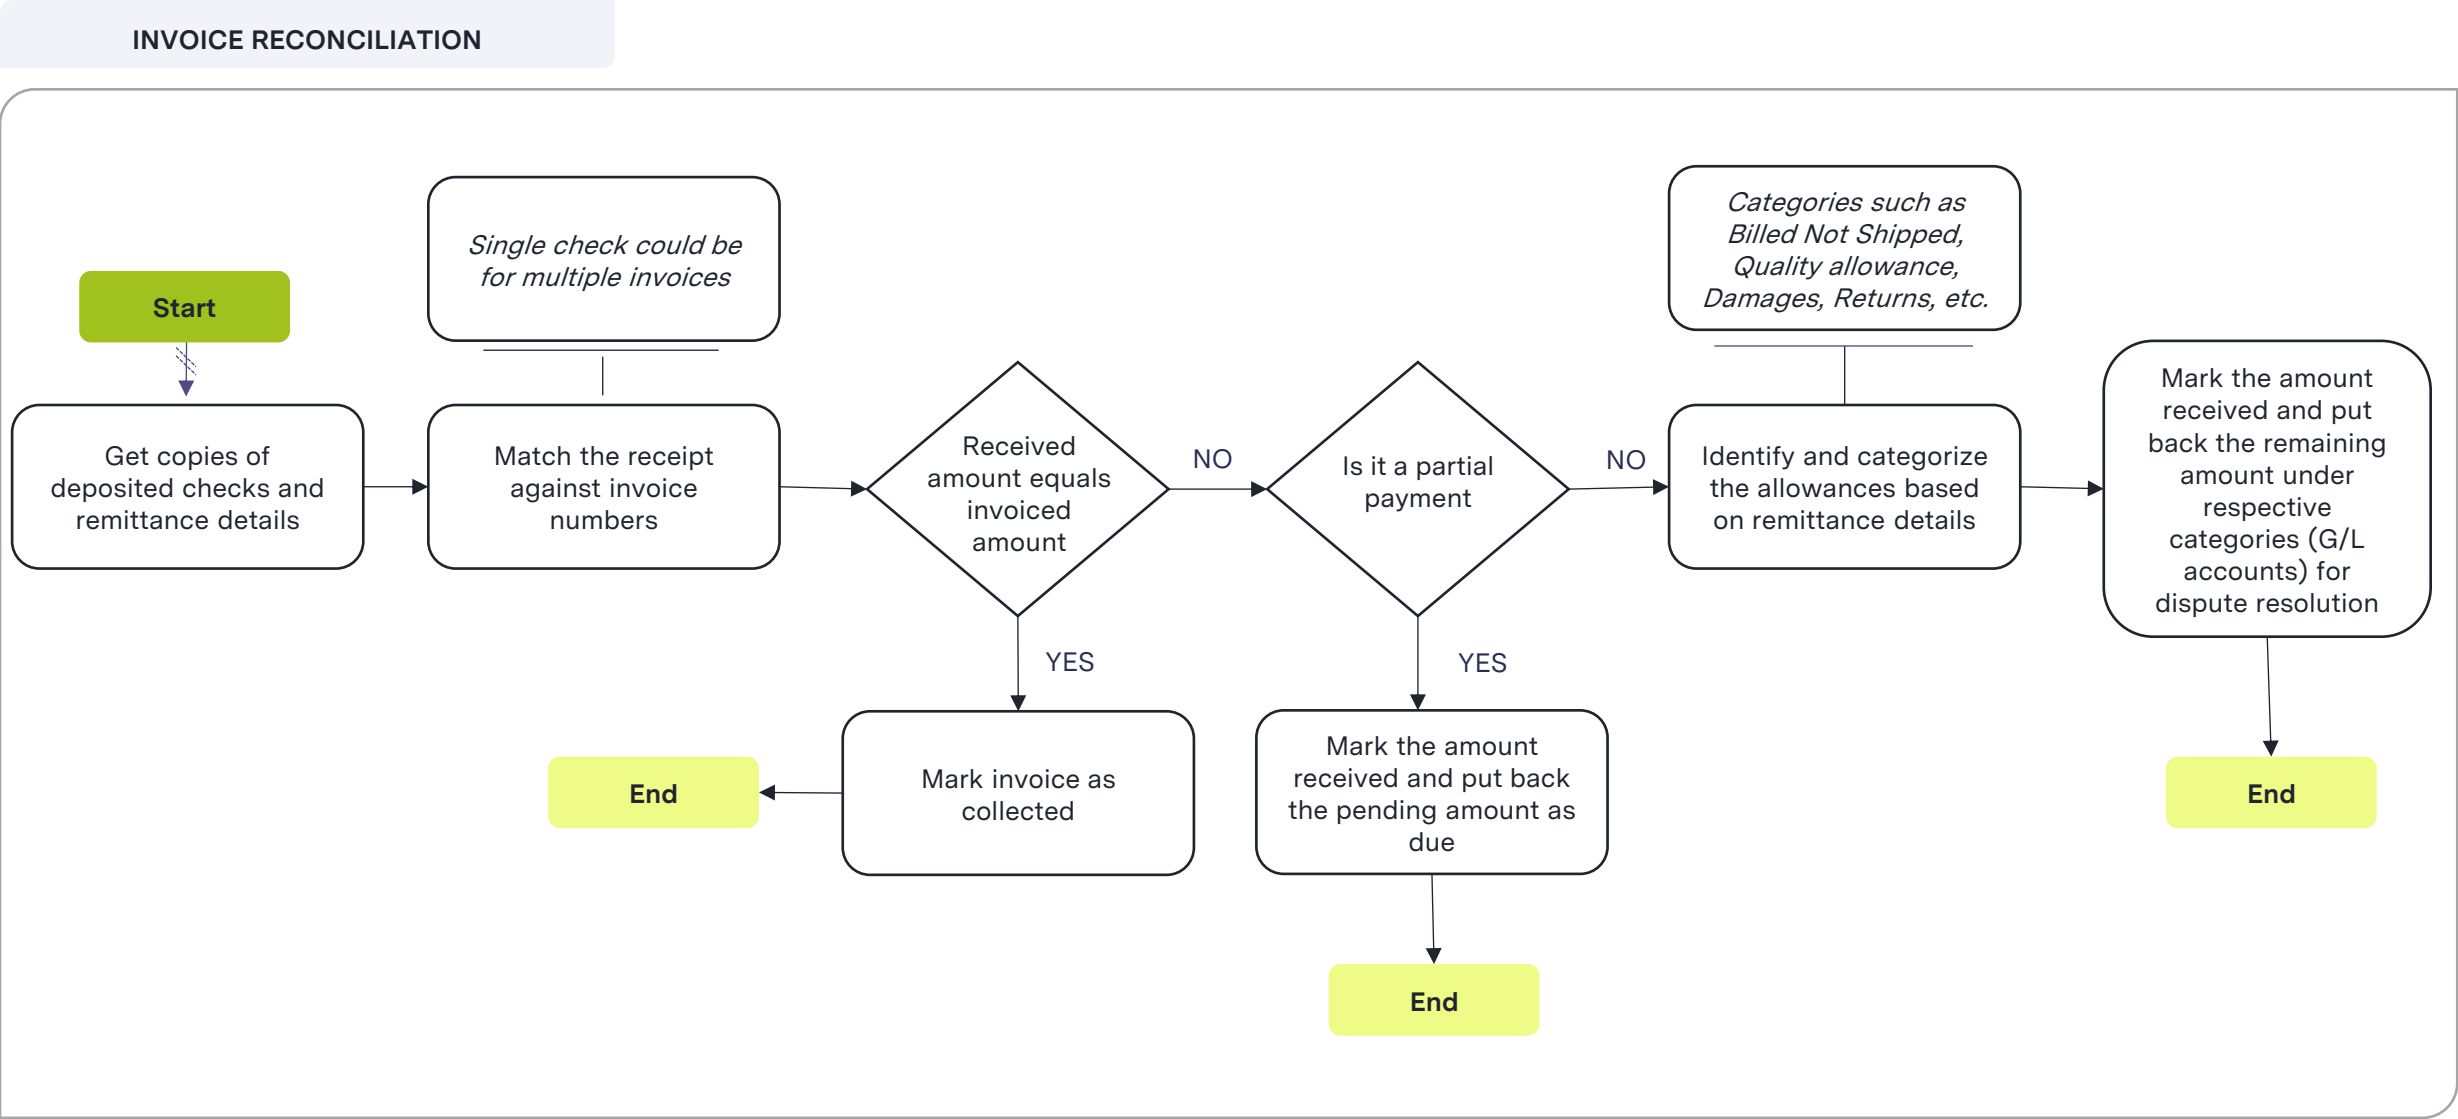 INVOICE RECONCILIATION
Start
Get copies of
deposited checks and
remittance details
Single check could be
for multiple invoices
Match the receipt
against invoice
numbers
Received
amount equals
invoiced
amount
NO
YES
Mark invoice as
collected
End
Is it a partial
payment
NO
YES
Mark the amount
received and put back
the pending amount as
due
End
Categories such as
Billed Not Shipped,
Quality allowance,
Damages, Returns, etc.
Identify and categorize
the allowances based
on remittance details
Mark the amount
received and put
back the remaining
amount under
respective
categories (G/L
accounts) for
dispute resolution
End